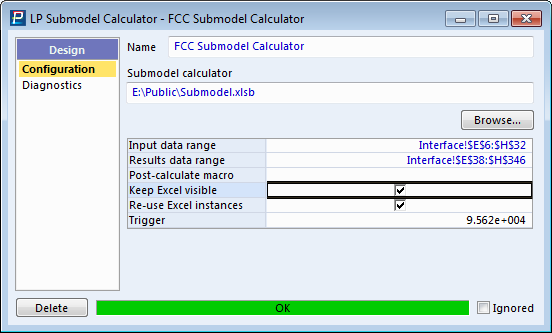 LP Submodel Calculator - FCC Submodel Calculator
Design
Configuration
Diagnostics
Name FCC Submodel Calculator
Submodel calculator
E:\Public\Submodel.xlsb
Browse...
Input data range Interface!$E$6:$H$32
Results data range Interface!$E$38:$H$346
Post-calculate macro
Keep Excel visible
Re-use Excel instances
Trigger 9.562e+004
Delete OK Ignored